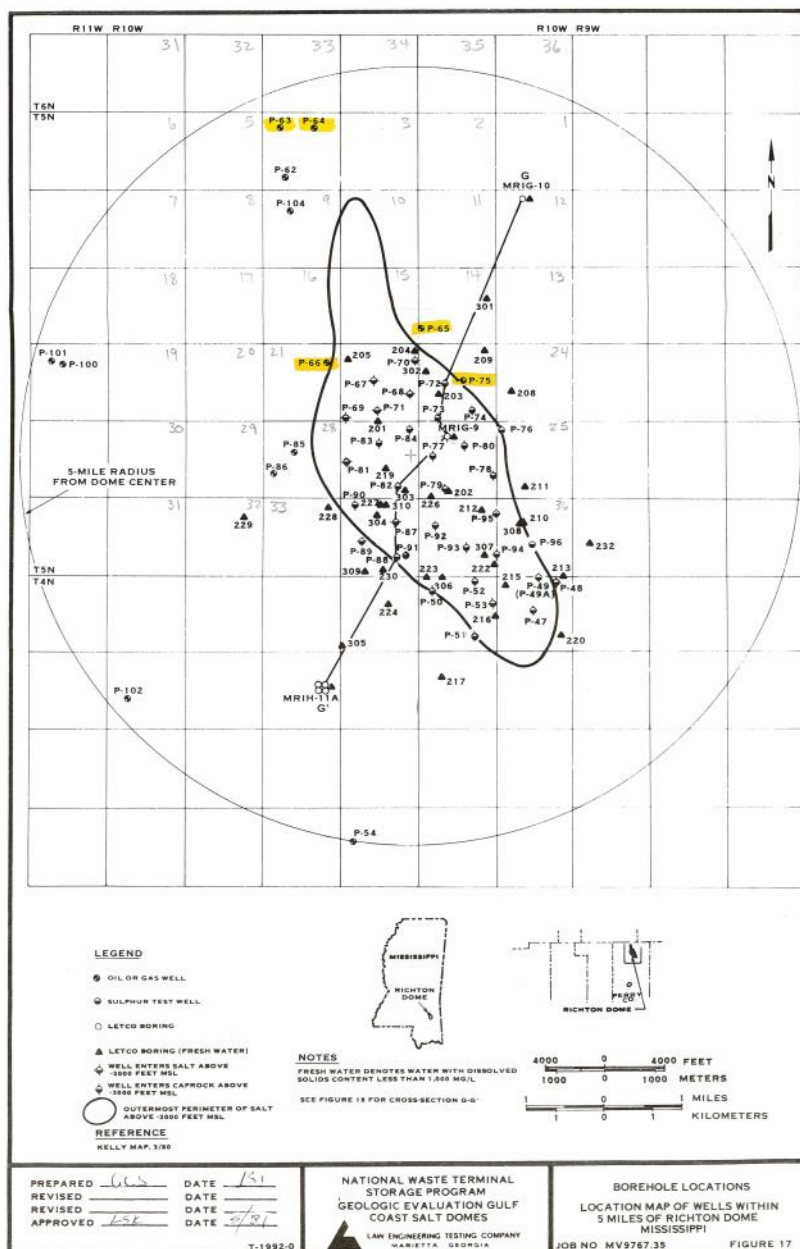 R11W R10W
R10W R9W
31 32 33 34 35 36
T6N
T5N
6 5 P-63 P-64 3 2 1
P-62
G
MRIG-10
7 8 9 10 11 12
P-104
18 17 16 15 14 13
301
P-65
P-101
P-100
19 20 21 24
204
P-70
209
P-66
205
302
P-67
P-72
P-75
P-68
203
208
P-69
P-71
P-73
P-74
P-76
30 29 28 25
201
MRIG-9
P-83
P-84
P-77
P-80
P-85
P-86
P-81
219
P-78
5-MILE RADIUS
FROM DOME CENTER
P-82
P-79
202
211
P-90
303
226
31 32 33 36
229
228
227
310
304
P-87
212
P-95
308
210
P-92
P-89
P-91
P-93
307
P-94
P-96
232
P-88
222
T5N
T4N
309
230
223
306
P-52
215
P-49
(P-49A)
213
P-48
224
P-50
P-53
P-47
216
P-51
220
305
217
MRIH-11A
G'
P-102
P-54
LEGEND
OIL OR GAS WELL
SULPHUR TEST WELL
LETCO BORING
LETCO BORING (FRESH WATER)
WELL ENTERS SALT ABOVE
-3000 FEET MSL
WELL ENTERS CAPROCK ABOVE
-3000 FEET MSL
OUTERMOST PERIMETER OF SALT
ABOVE -3000 FEET MSL
REFERENCE
KELLY MAP, 5/80
MISSISSIPPI
RICHTON
DOME
PERRY
CO
RICHTON DOME
NOTES
FRESH WATER DENOTES WATER WITH DISSOLVED
SOLIDS CONTENT LESS THAN 1,000 MG/L
SEE FIGURE 18 FOR CROSS-SECTION G-G'
N
4000 0 4000 FEET
1000 0 1000 METERS
1 0 1 MILES
1 0 1 KILOMETERS
PREPARED DATE
REVISED DATE
REVISED DATE
APPROVED DATE
T-1992-0
NATIONAL WASTE TERMINAL
STORAGE PROGRAM
GEOLOGIC EVALUATION GULF
COAST SALT DOMES
LAW ENGINEERING TESTING COMPANY
MARIETTA GEORGIA
BOREHOLE LOCATIONS
LOCATION MAP OF WELLS WITHIN
5 MILES OF RICHTON DOME
MISSISSIPPI
JOB NO MV9767.35 FIGURE 17